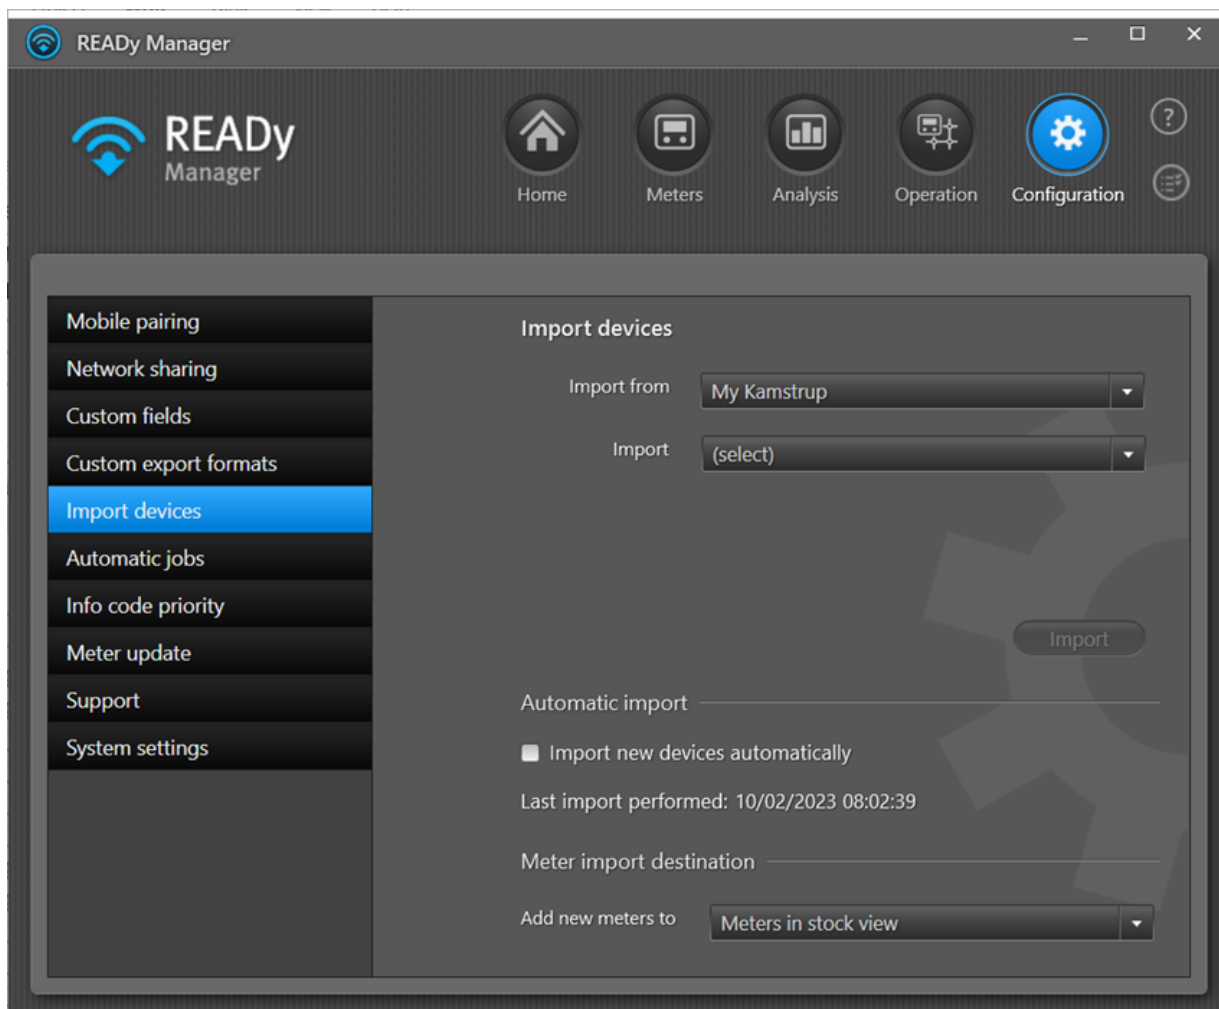 READy Manager
READy
Manager
Home
Meters
Analysis
Operation
Configuration
?
Mobile pairing
Network sharing
Custom fields
Custom export formats
Import devices
Automatic jobs
Info code priority
Meter update
Support
System settings
Import devices
Import from My Kamstrup
Import (select)
Import
Automatic import
Import new devices automatically
Last import performed: 10/02/2023 08:02:39
Meter import destination
Add new meters to Meters in stock view